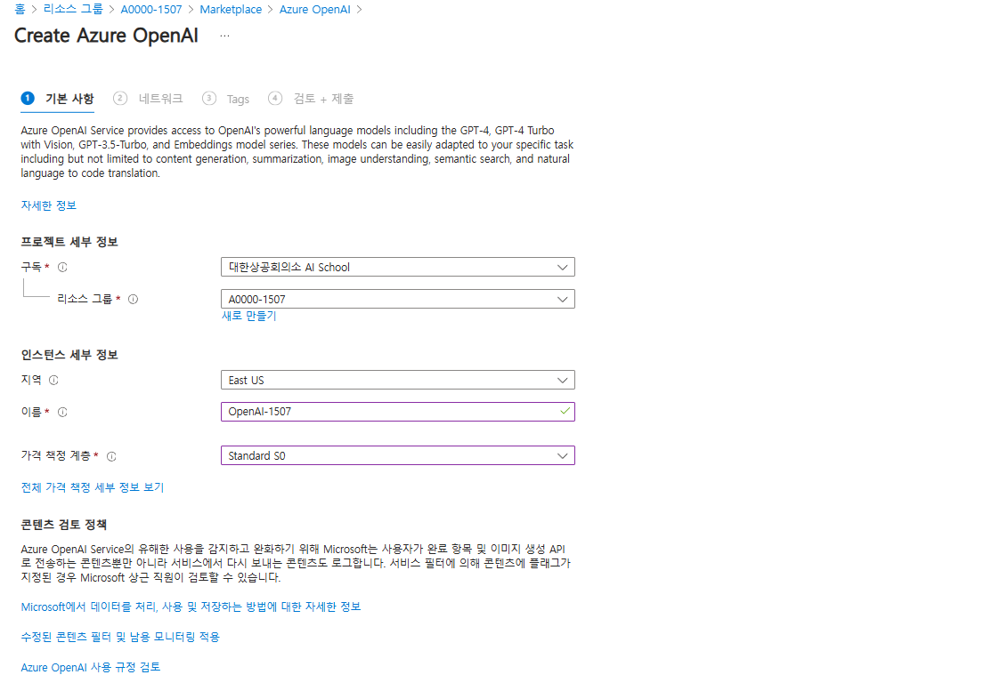 홈 > 리소스 그룹 > A0000-1507 > Marketplace > Azure OpenAI >
Create Azure OpenAI ...
1 기본 사항 2 네트워크 3 Tags 4 검토 + 제출
Azure OpenAI Service provides access to OpenAI's powerful language models including the GPT-4, GPT-4 Turbo
with Vision, GPT-3.5-Turbo, and Embeddings model series. These models can be easily adapted to your specific task
including but not limited to content generation, summarization, image understanding, semantic search, and natural
language to code translation.
자세한 정보
프로젝트 세부 정보
구독 * 대한상공회의소 AI School
리소스 그룹 * A0000-1507
새로 만들기
인스턴스 세부 정보
지역 East US
이름 * OpenAI-1507
가격 책정 계층 * Standard S0
전체 가격 책정 세부 정보 보기
콘텐츠 검토 정책
Azure OpenAI Service의 유해한 사용을 감지하고 완화하기 위해 Microsoft는 사용자가 완료 항목 및 이미지 생성 API
로 전송하는 콘텐츠뿐만 아니라 서비스에서 다시 보내는 콘텐츠도 로그합니다. 서비스 필터에 의해 콘텐츠에 플래그가
지정된 경우 Microsoft 상근 직원이 검토할 수 있습니다.
Microsoft에서 데이터를 처리, 사용 및 저장하는 방법에 대한 자세한 정보
수정된 콘텐츠 필터 및 남용 모니터링 적용
Azure OpenAI 사용 규정 검토